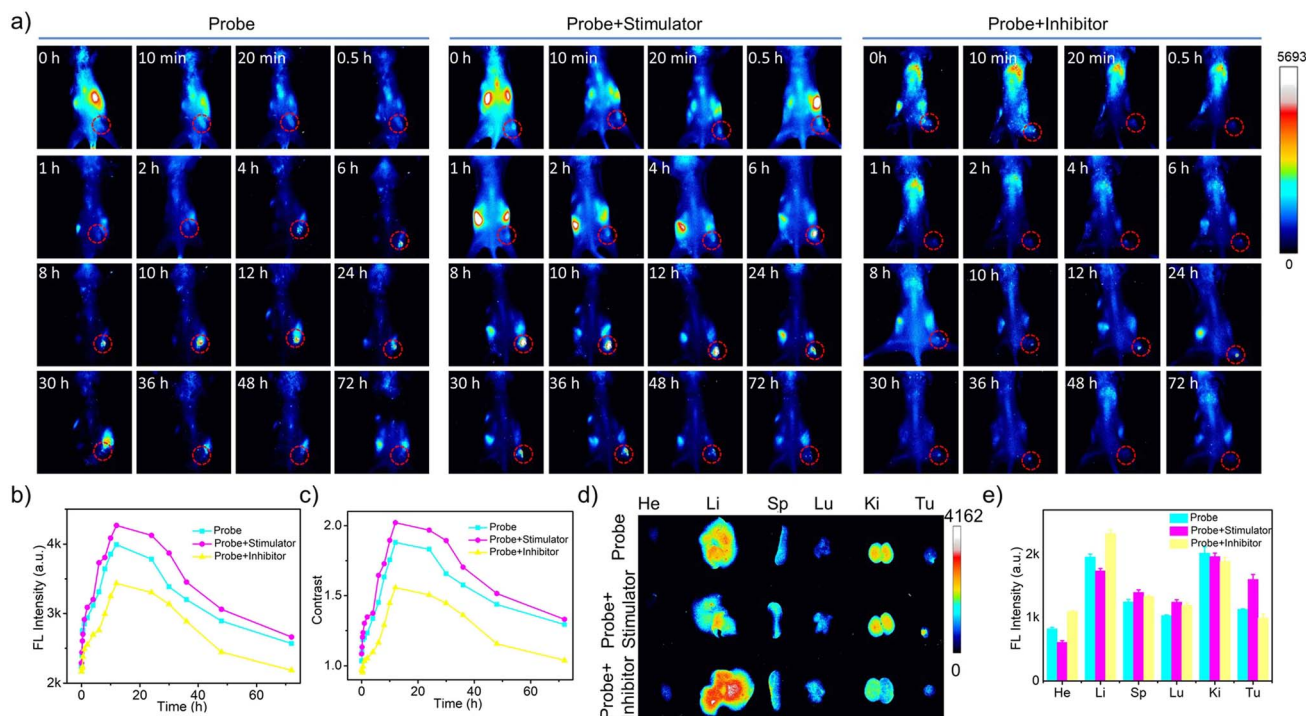 a)
Probe
Probe+Stimulator
Probe+Inhibitor
0 h
10 min
20 min
0.5 h
0 h
10 min
20 min
0.5 h
0h
10 min
20 min
0.5 h
5693
0
1 h
2 h
4 h
6 h
1 h
2 h
4 h
6 h
1 h
2 h
4 h
6 h
8 h
10 h
12 h
24 h
8 h
10 h
12 h
24 h
8 h
10 h
12 h
24 h
30 h
36 h
48 h
72 h
30 h
36 h
48 h
72 h
30 h
36 h
48 h
72 h
b)
FL Intensity (a.u.)
4k
3k
2k
Probe
Probe+Stimulator
Probe+Inhibitor
0 20 40 60
Time (h)
c)
Contrast
2.0
1.5
1.0
Probe
Probe+Stimulator
Probe+Inhibitor
0 20 40 60
Time (h)
d)
He Li Sp Lu Ki Tu
Probe
Probe+
Stimulator
Probe+
Inhibitor
4162
0
e)
FL Intensity (a.u.)
2k
1k
0
Probe
Probe+Stimulator
Probe+Inhibitor
He Li Sp Lu Ki Tu